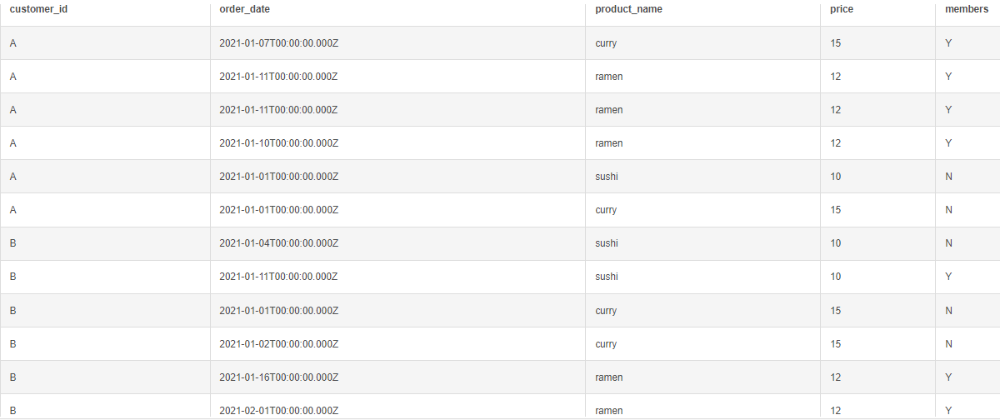 customer_id order_date product_name price members
A 2021-01-07T00:00:00.000Z curry 15 Y
A 2021-01-11T00:00:00.000Z ramen 12 Y
A 2021-01-11T00:00:00.000Z ramen 12 Y
A 2021-01-10T00:00:00.000Z ramen 12 Y
A 2021-01-01T00:00:00.000Z sushi 10 N
A 2021-01-01T00:00:00.000Z curry 15 N
B 2021-01-04T00:00:00.000Z sushi 10 N
B 2021-01-11T00:00:00.000Z sushi 10 Y
B 2021-01-01T00:00:00.000Z curry 15 N
B 2021-01-02T00:00:00.000Z curry 15 N
B 2021-01-16T00:00:00.000Z ramen 12 Y
B 2021-02-01T00:00:00.000Z ramen 12 Y